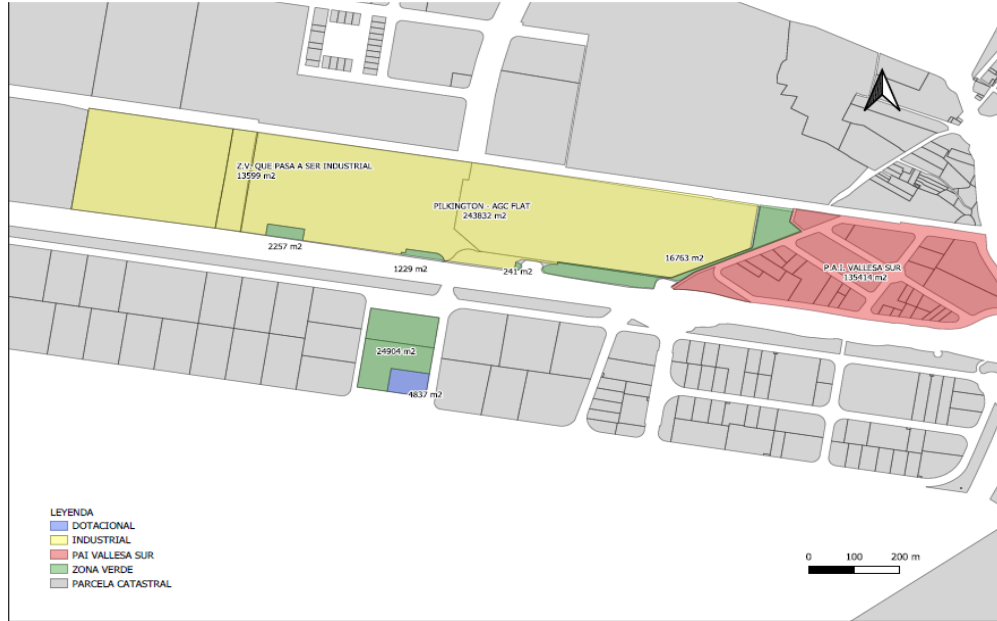 Z.V. QUE PASA A SER INDUSTRIAL
13599 m2
PILKINGTON - AGC FLAT
243832 m2
2257 m2
1229 m2
241 m2
16763 m2
P.A.I. VALLESA SUR
135414 m2
24904 m2
4837 m2
LEYENDA
DOTACIONAL
INDUSTRIAL
PAI VALLESA SUR
ZONA VERDE
PARCELA CATASTRAL
0 100 200 m